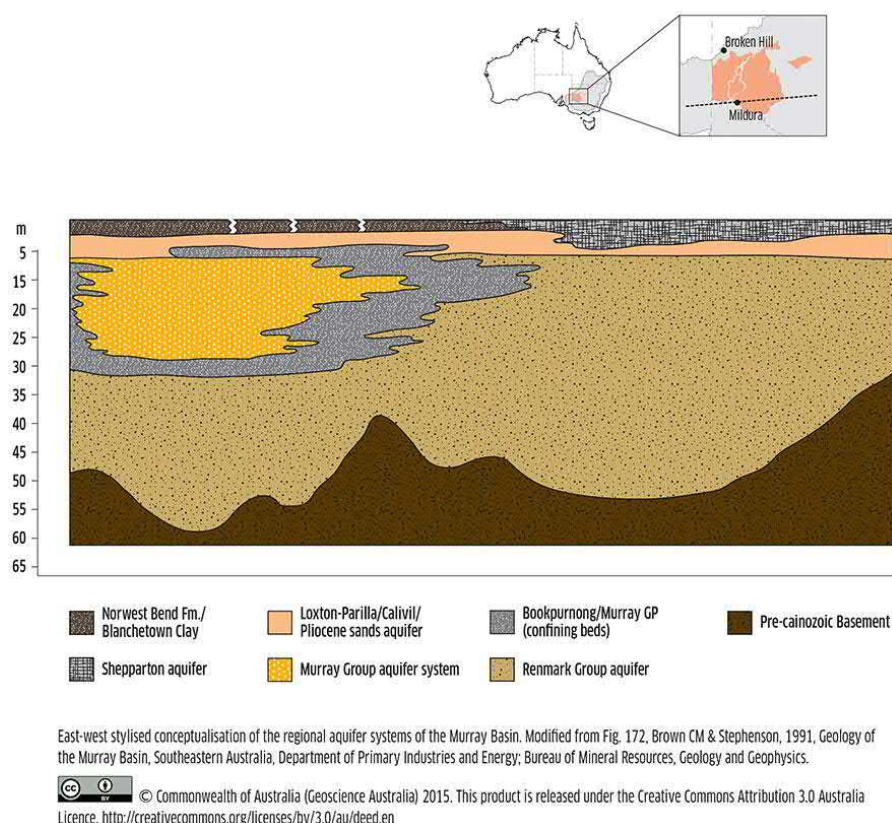 Broken Hill
Mildura
m
5
15
20
25
30
35
40
45
50
55
60
65
Norwest Bend Fm./
Blanchetown Clay
Loxton-Parilla/Calivil/
Pliocene sands aquifer
Bookpurnong/Murray GP
(confining beds)
Pre-cainozoic Basement
Shepparton aquifer
Murray Group aquifer system
Renmark Group aquifer
East-west stylised conceptualisation of the regional aquifer systems of the Murray Basin. Modified from Fig. 172, Brown CM & Stephenson, 1991, Geology of
the Murray Basin, Southeastern Australia, Department of Primary Industries and Energy; Bureau of Mineral Resources, Geology and Geophysics.
cc BY © Commonwealth of Australia (Geoscience Australia) 2015. This product is released under the Creative Commons Attribution 3.0 Australia
Licence. http://creativecommons.org/licenses/by/3.0/au/deed.en